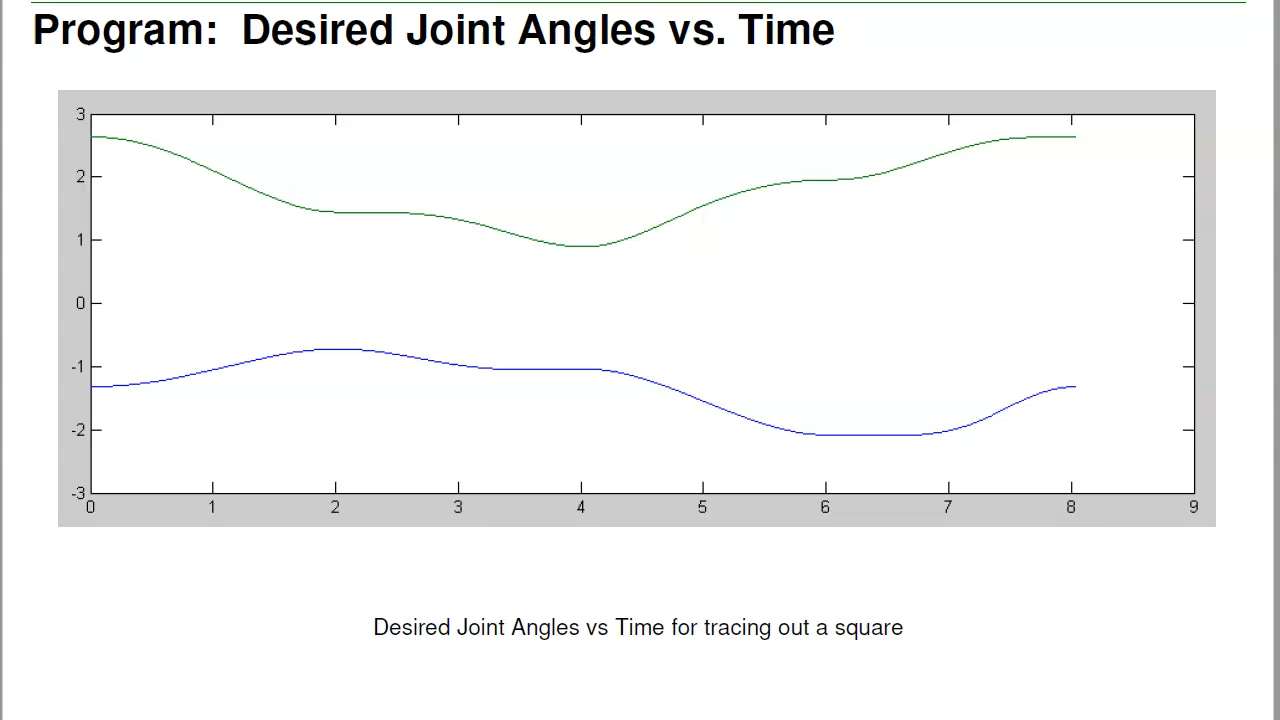 Program: Desired Joint Angles vs. Time
3
2
1
0
-1
-2
-3
0 1 2 3 4 5 6 7 8 9
Desired Joint Angles vs Time for tracing out a square